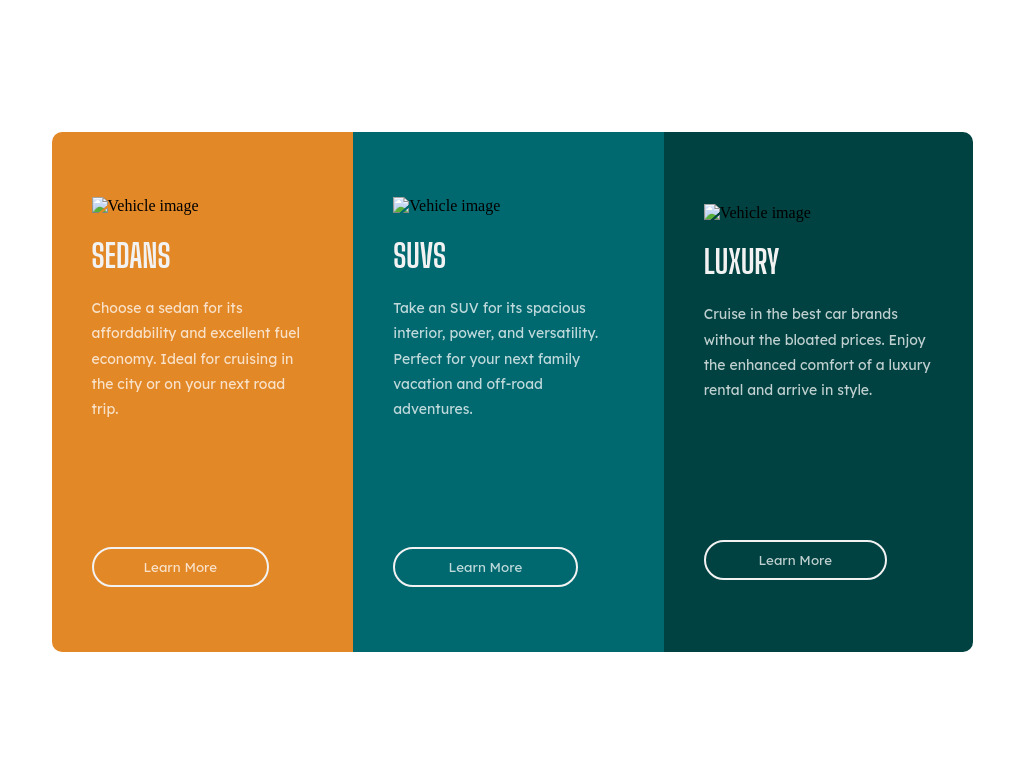 Vehicle image
SEDANS
Choose a sedan for its
affordability and excellent fuel
economy. Ideal for cruising in
the city or on your next road
trip.
Learn More
Vehicle image
SUVS
Take an SUV for its spacious
interior, power, and versatility.
Perfect for your next family
vacation and off-road
adventures.
Learn More
Vehicle image
LUXURY
Cruise in the best car brands
without the bloated prices. Enjoy
the enhanced comfort of a luxury
rental and arrive in style.
Learn More